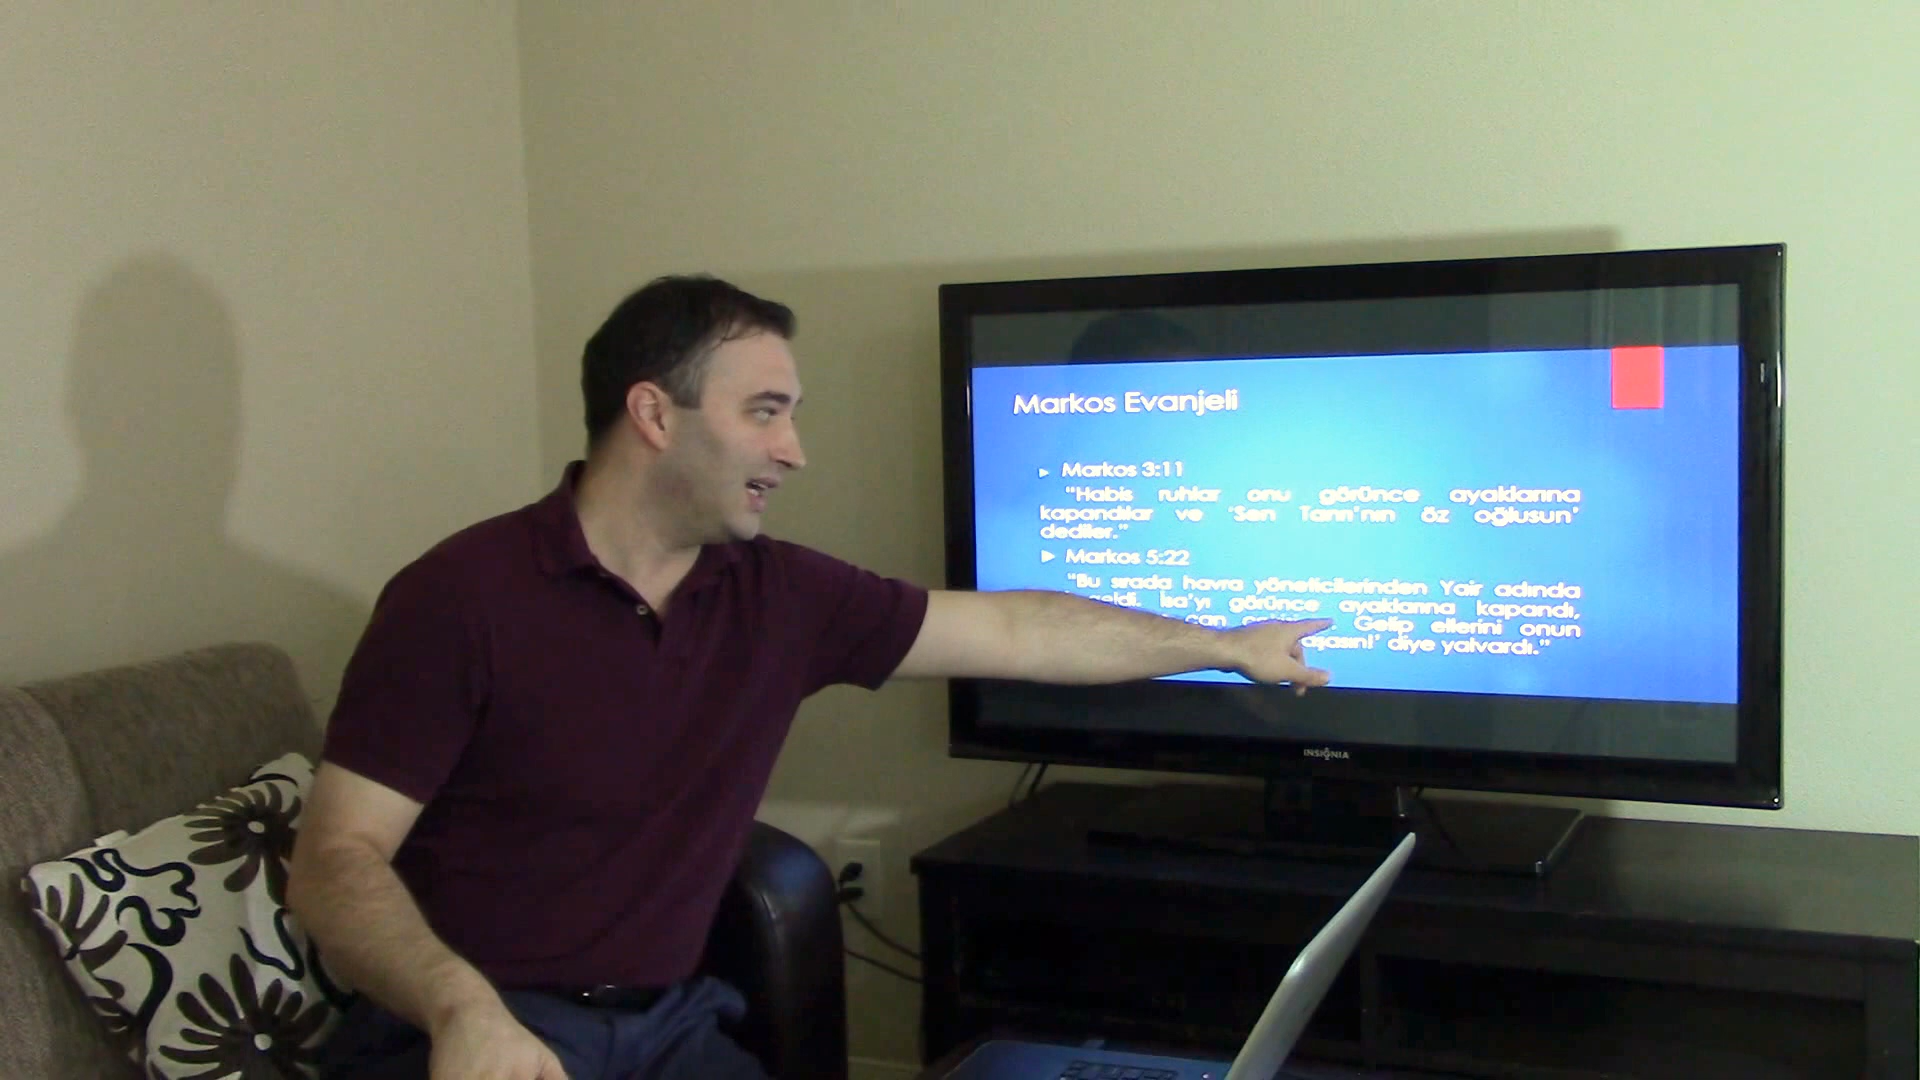 Markos Evanjeli
Markos 3:11
"Habis ruhlar onu görünce ayaklarına
kapandılar ve 'Sen Tanrı'nın öz oğlusun'
dediler."
Markos 5:22
"Bu sırada havra yöneticilerinden Yair adında
geldi. İsa'yı görünce ayaklarına kapandı,
can Gelip ellerini onun
aşasın!' diye yalvardı."
INSIGNIA